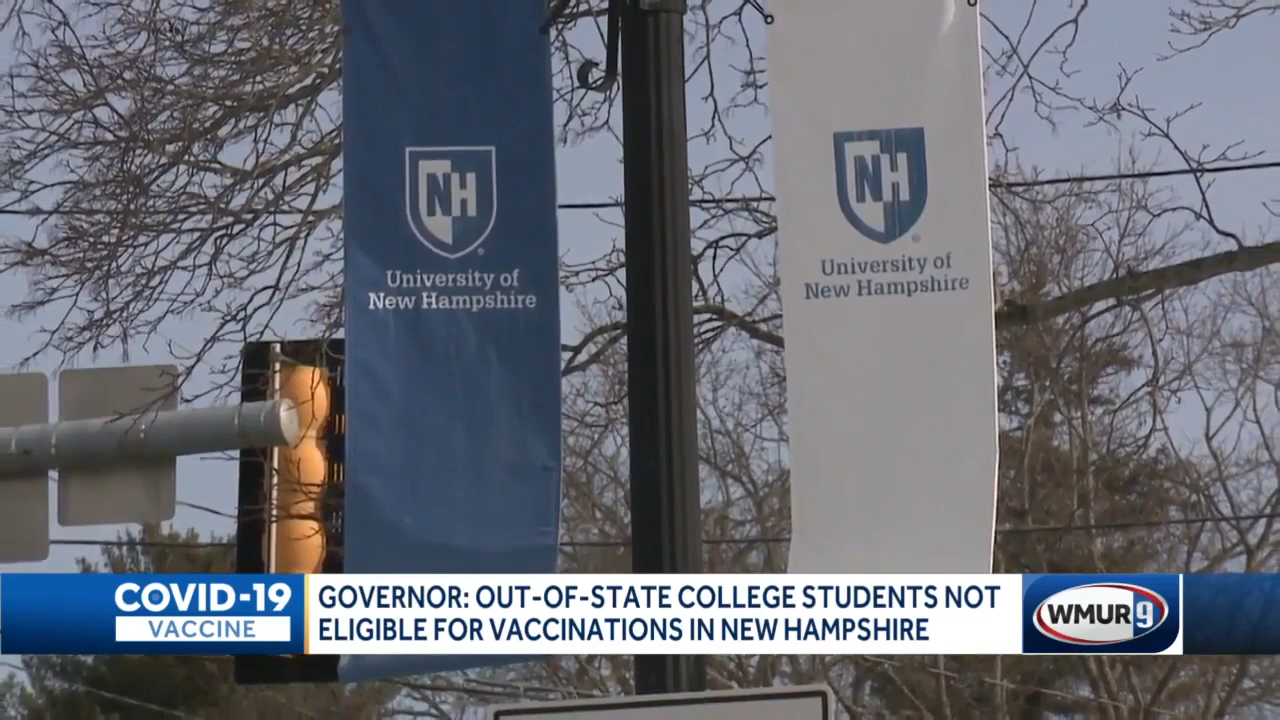 NH
University of
New Hampshire
NH
University of
New Hampshire
COVID-19
VACCINE
GOVERNOR: OUT-OF-STATE COLLEGE STUDENTS NOT
ELIGIBLE FOR VACCINATIONS IN NEW HAMPSHIRE
WMUR9